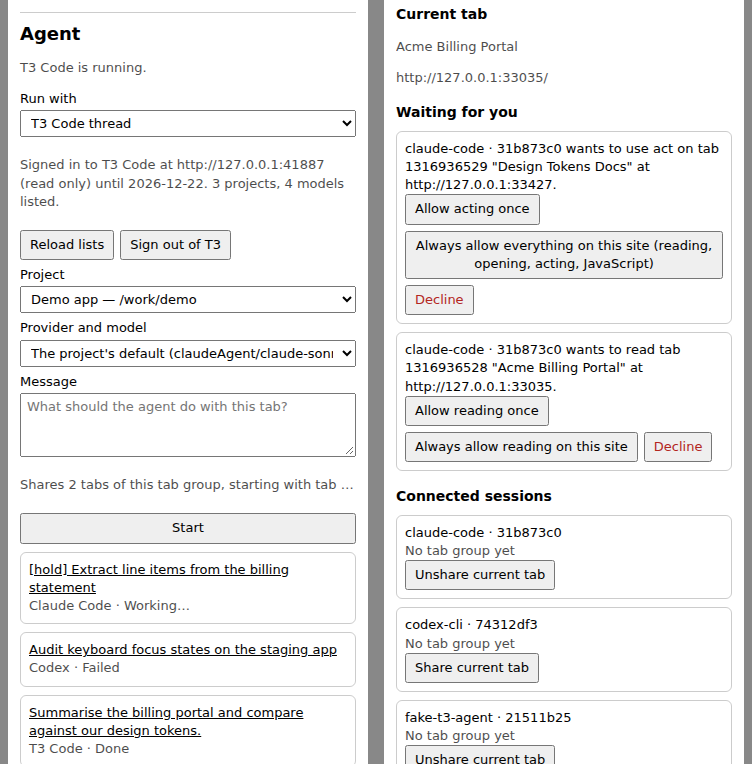 Agent
T3 Code is running.
Run with
T3 Code thread
Signed in to T3 Code at http://127.0.0.1:41887
(read only) until 2026-12-22. 3 projects, 4 models
listed.
Reload lists
Sign out of T3
Project
Demo app — /work/demo
Provider and model
The project's default (claudeAgent/claude-sonn
Message
What should the agent do with this tab?
Shares 2 tabs of this tab group, starting with tab …
Start
[hold] Extract line items from the billing
statement
Claude Code · Working…
Audit keyboard focus states on the staging app
Codex · Failed
Summarise the billing portal and compare
against our design tokens.
T3 Code · Done
Current tab
Acme Billing Portal
http://127.0.0.1:33035/
Waiting for you
claude-code · 31b873c0 wants to use act on tab
1316936529 "Design Tokens Docs" at
http://127.0.0.1:33427.
Allow acting once
Always allow everything on this site (reading,
opening, acting, JavaScript)
Decline
claude-code · 31b873c0 wants to read tab
1316936528 "Acme Billing Portal" at
http://127.0.0.1:33035.
Allow reading once
Always allow reading on this site
Decline
Connected sessions
claude-code · 31b873c0
No tab group yet
Unshare current tab
codex-cli · 74312df3
No tab group yet
Share current tab
fake-t3-agent · 21511b25
No tab group yet
Unshare current tab